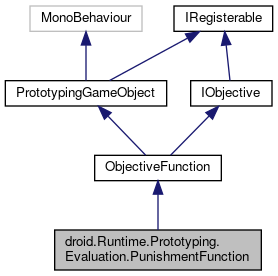 MonoBehaviour
IRegisterable
PrototypingGameObject
IObjective
ObjectiveFunction
droid.Runtime.Prototyping.
Evaluation.PunishmentFunction